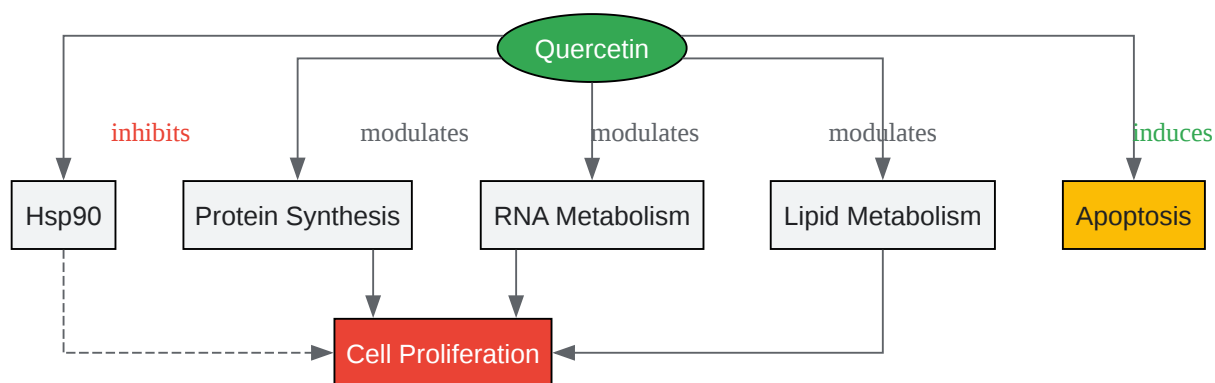 Quercetin
inhibits
modulates
modulates
modulates
induces
Hsp90
Protein Synthesis
RNA Metabolism
Lipid Metabolism
Apoptosis
Cell Proliferation